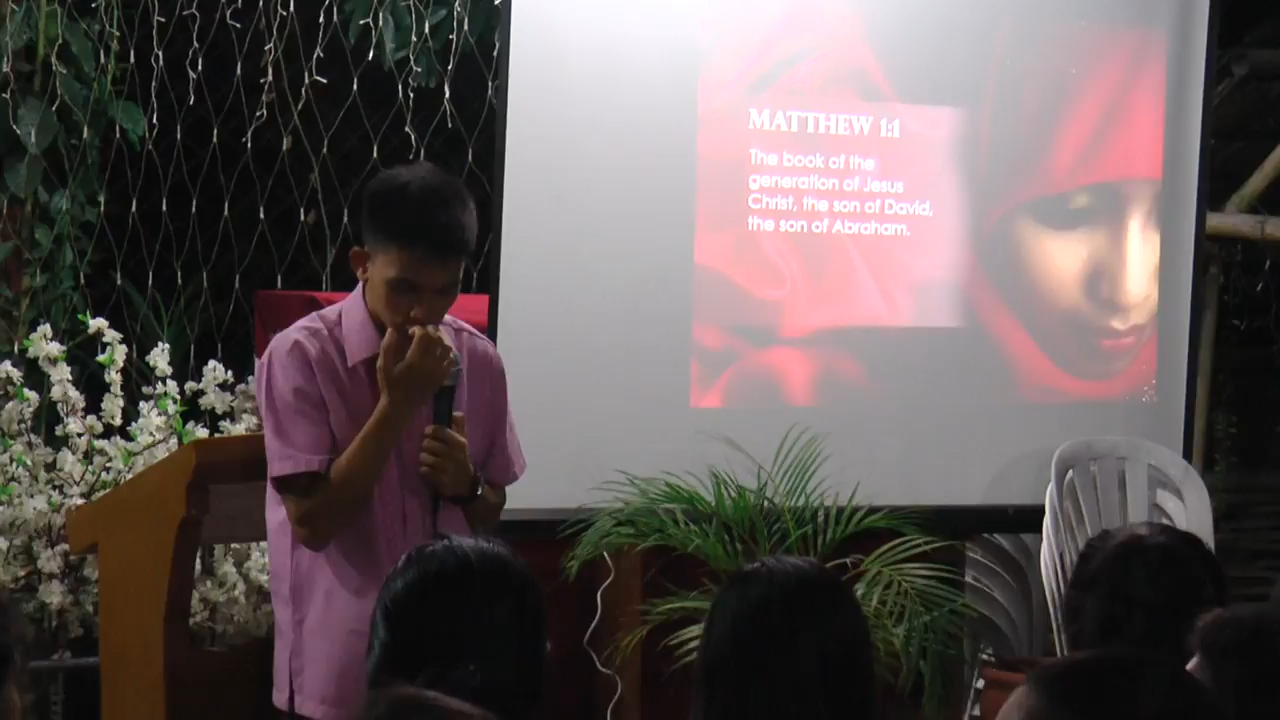 MATTHEW 1:1
The book of the
generation of Jesus
Christ, the son of David,
the son of Abraham.